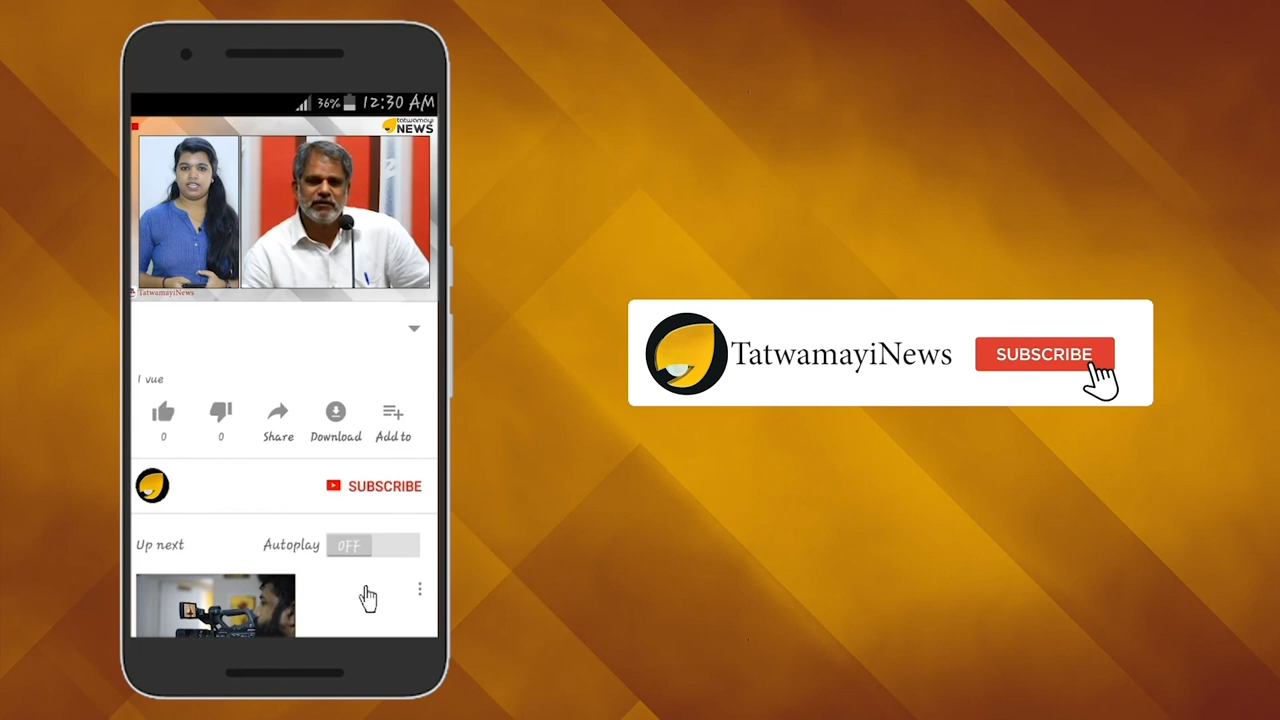 36% 12:30 AM
tatwamayi
NEWS
TatwamayiNews
1 vue
0 0 Share Download Add to
SUBSCRIBE
Up next Autoplay OFF
TatwamayiNews SUBSCRIBE